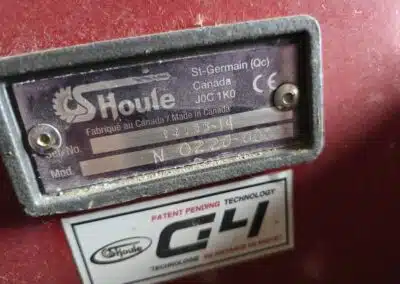 St-Germain (Qc)
Canada
J0C 1K0
CE
S Houle
Fabriqué au Canada / Made in Canada
Ser. No.
Mod. N 0220-00
PATENT PENDING TECHNOLOGY
S Houle
G4